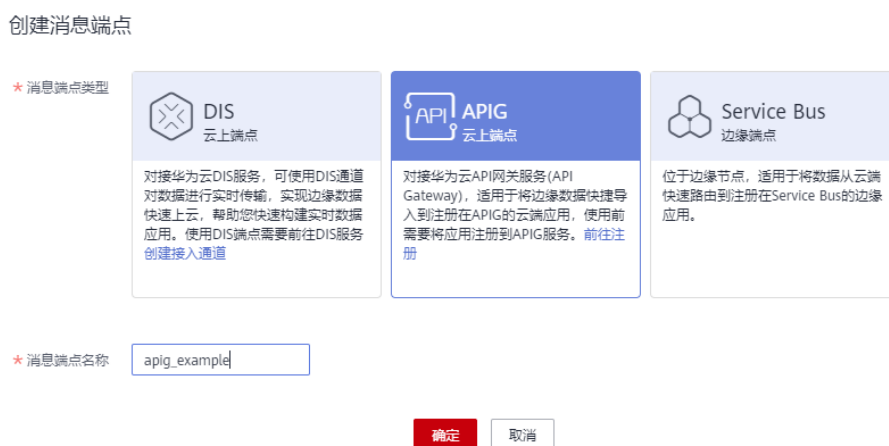 创建消息端点
* 消息端点类型
DIS
云上端点
对接华为云DIS服务，可使用DIS通道
对数据进行实时传输，实现边缘数据
快速上云，帮助您快速构建实时数据
应用。使用DIS端点需要前往DIS服务
创建接入通道
API
APIG
云上端点
对接华为云API网关服务(API
Gateway)，适用于将边缘数据快捷导
入到注册在APIG的云端应用，使用前
需要将应用注册到APIG服务。前往注
册
Service Bus
边缘端点
位于边缘节点，适用于将数据从云端
快速路由到注册在Service Bus的边缘
应用。
* 消息端点名称
apig_example
确定
取消